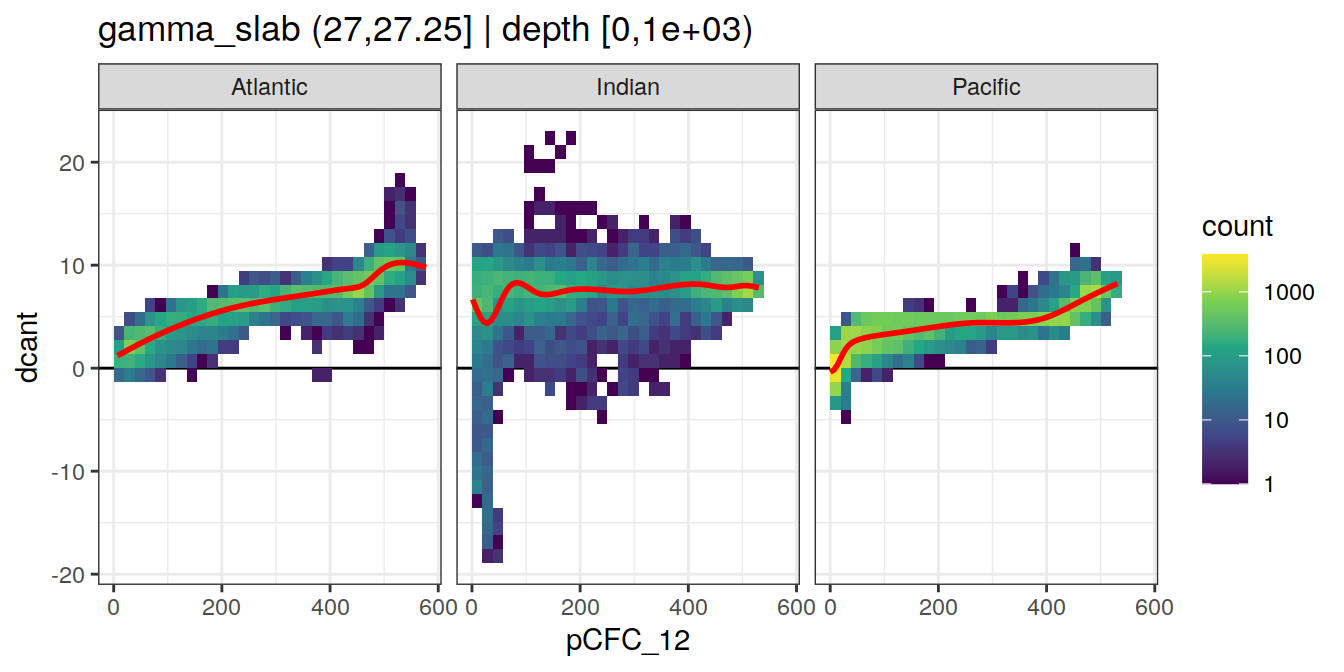 gamma_slab (27,27.25] | depth [0,1e+03)
Atlantic
Indian
Pacific
dcant
20
10
0
-10
-20
0 200 400 600
0 200 400 600
0 200 400 600
pCFC_12
count
1000
100
10
1